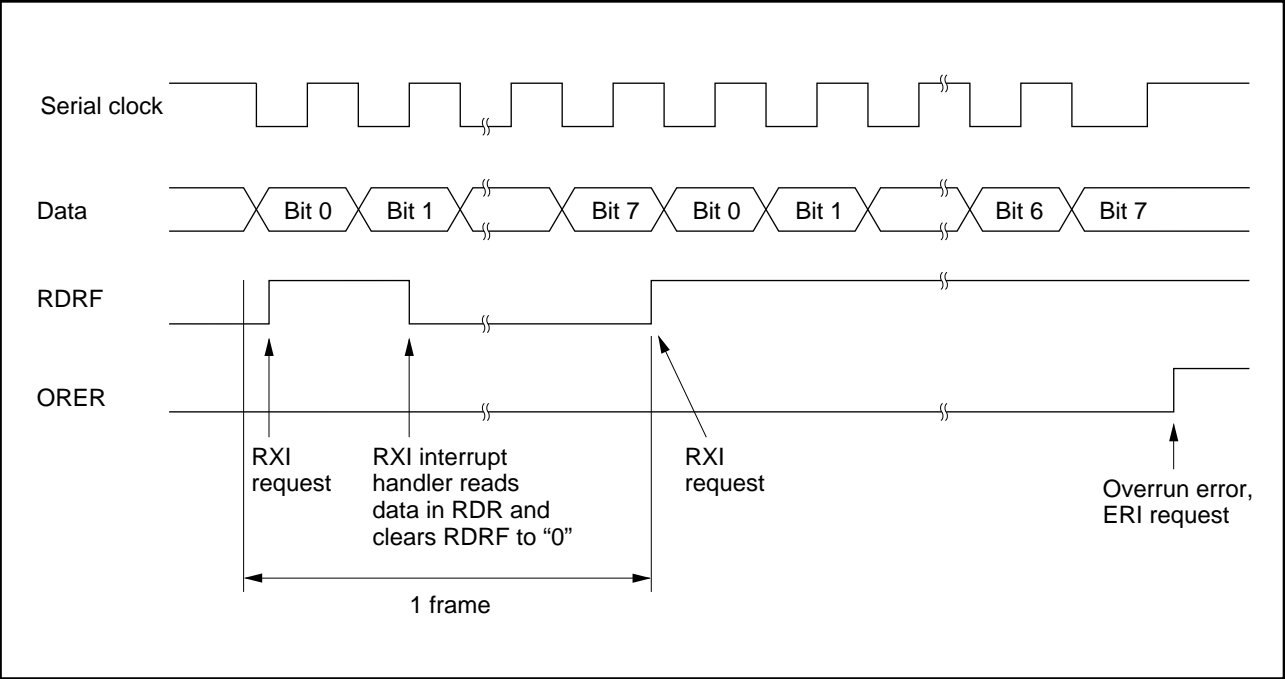 Serial clock
Data
Bit 0
Bit 1
Bit 7
Bit 0
Bit 1
Bit 6
Bit 7
RDRF
ORER
RXI
request
RXI interrupt
handler reads
data in RDR and
clears RDRF to “0”
RXI
request
Overrun error,
ERI request
1 frame